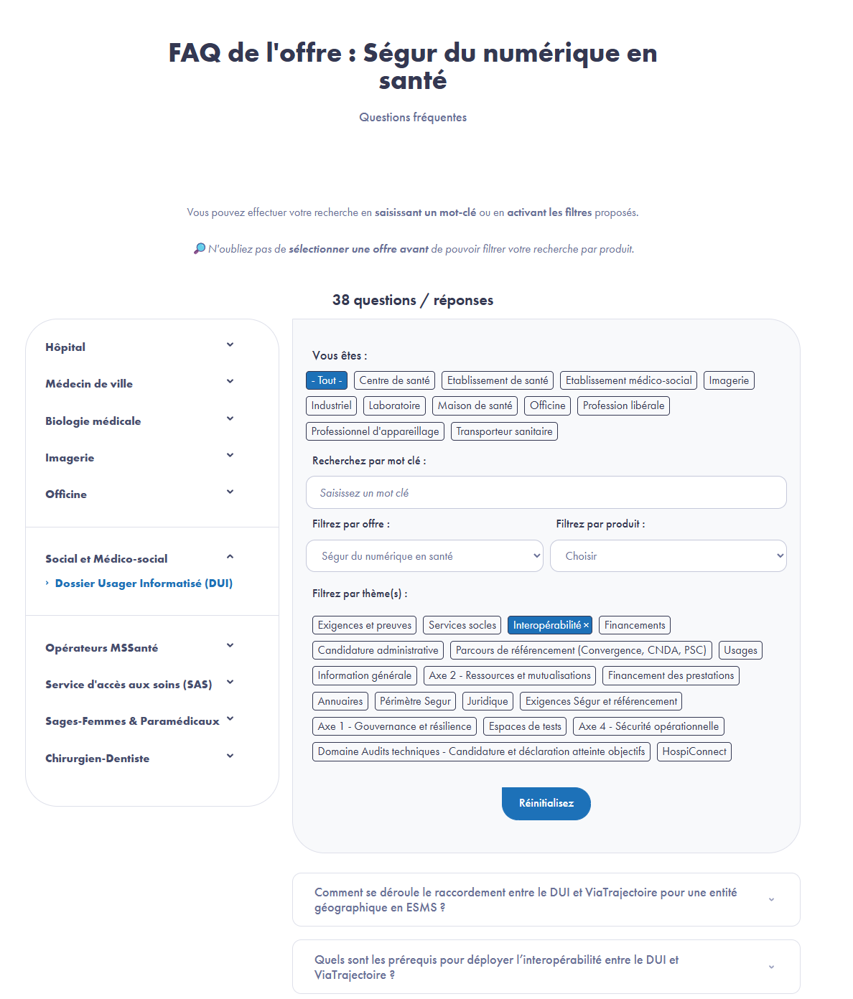 FAQ de l'offre : Ségur du numérique en
santé
Questions fréquentes
Vous pouvez effectuer votre recherche en saisissant un mot-clé ou en activant les filtres proposés.
N'oubliez pas de sélectionner une offre avant de pouvoir filtrer votre recherche par produit.
38 questions / réponses
Hôpital
Médecin de ville
Biologie médicale
Imagerie
Officine
Social et Médico-social
› Dossier Usager Informatisé (DUI)
Opérateurs MSSanté
Service d'accès aux soins (SAS)
Sages-Femmes & Paramédicaux
Chirurgien-Dentiste
Vous êtes :
- Tout - Centre de santé Etablissement de santé Etablissement médico-social Imagerie
Industriel Laboratoire Maison de santé Officine Profession libérale
Professionnel d'appareillage Transporteur sanitaire
Recherchez par mot clé :
Saisissez un mot clé
Filtrez par offre : Filtrez par produit :
Ségur du numérique en santé Choisir
Filtrez par thème(s) :
Exigences et preuves Services socles Interopérabilité × Financements
Candidature administrative Parcours de référencement (Convergence, CNDA, PSC) Usages
Information générale Axe 2 - Ressources et mutualisations Financement des prestations
Annuaires Périmètre Segur Juridique Exigences Ségur et référencement
Axe 1 - Gouvernance et résilience Espaces de tests Axe 4 - Sécurité opérationnelle
Domaine Audits techniques - Candidature et déclaration atteinte objectifs HospiConnect
Réinitialisez
Comment se déroule le raccordement entre le DUI et ViaTrajectoire pour une entité
géographique en ESMS ?
Quels sont les prérequis pour déployer l’interopérabilité entre le DUI et
ViaTrajectoire ?